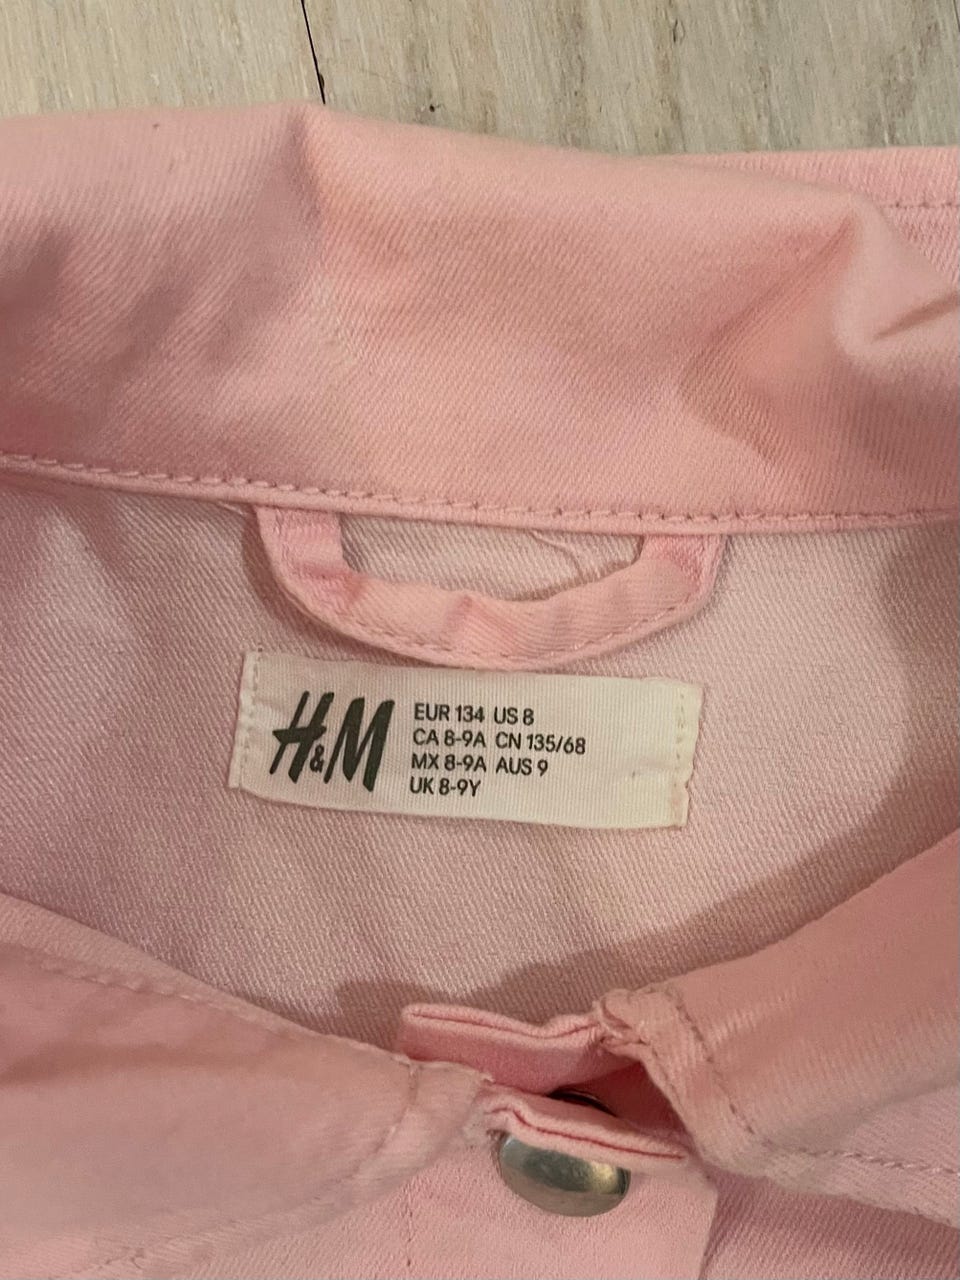 H&M
EUR 134 US 8
CA 8-9A CN 135/68
MX 8-9A AUS 9
UK 8-9Y